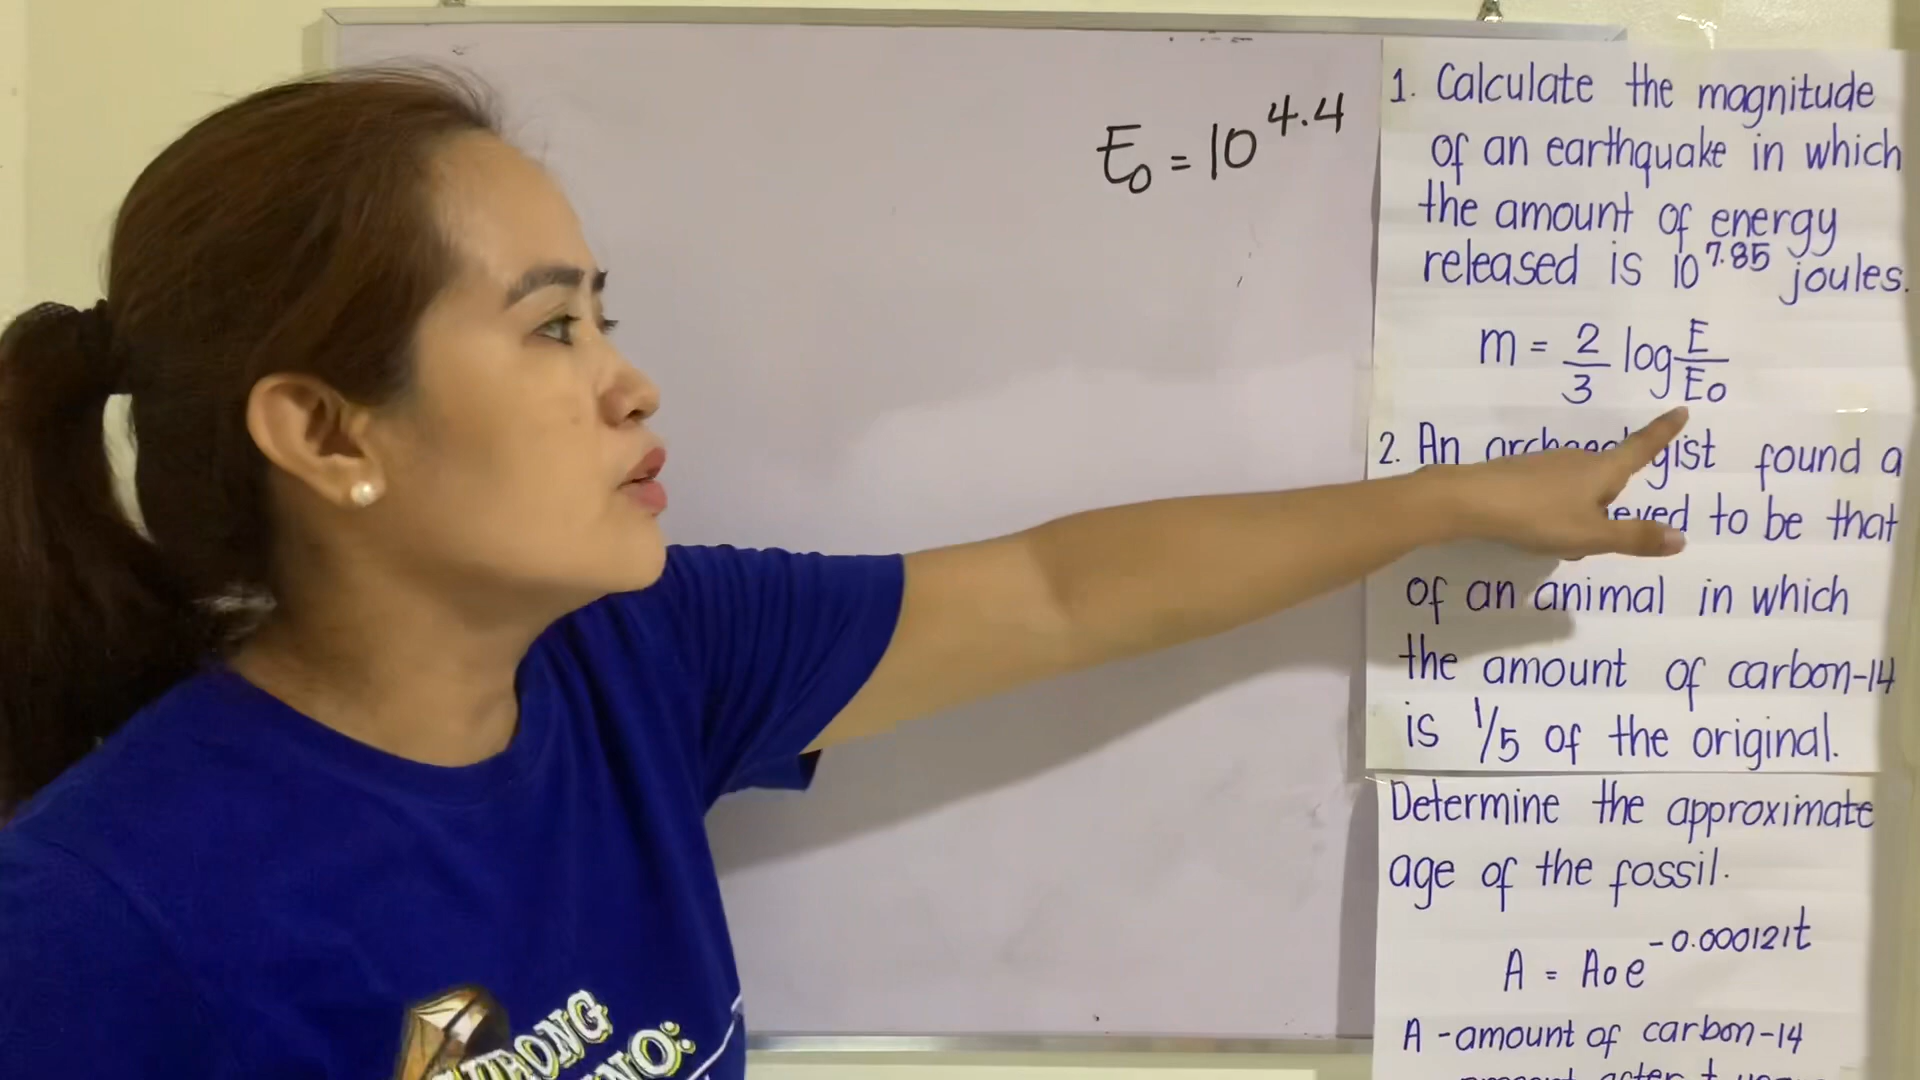 E₀ = 10^4.4
1. Calculate the magnitude
of an earthquake in which
the amount of energy
released is 10^7.85 joules.
m = 2/3 log E/E₀
2. An gist found a
to be that
of an animal in which
the amount of carbon-14
is 1/5 of the original.
Determine the approximate
age of the fossil.
A = A₀e^-0.000121t
A - amount of carbon-14